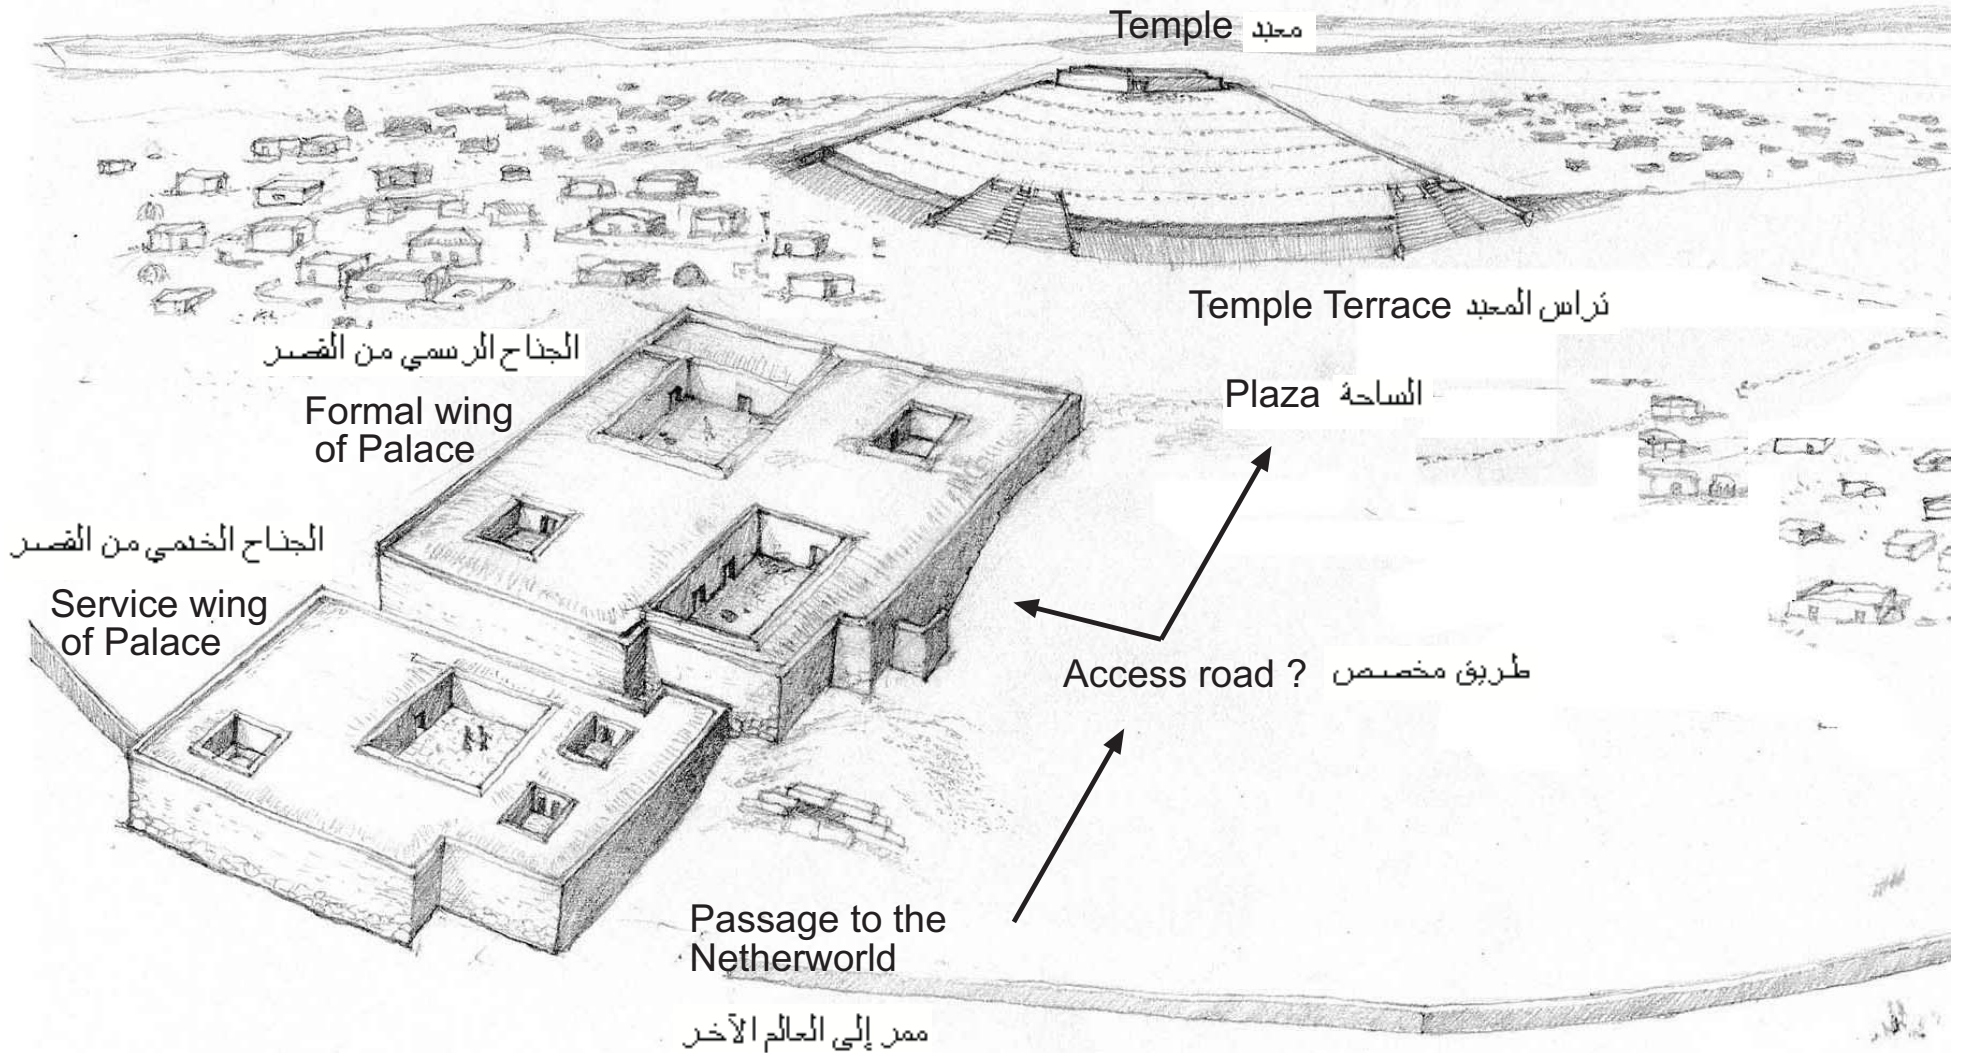 Temple معبد
Temple Terrace تراس المعبد
الجناح الرسمي من القصر
Plaza الساحة
Formal wing
of Palace
الجناح الخدمي من القصر
Service wing
of Palace
Access road ? طريق مخصص
Passage to the
Netherworld
ممر إلى العالم الآخر